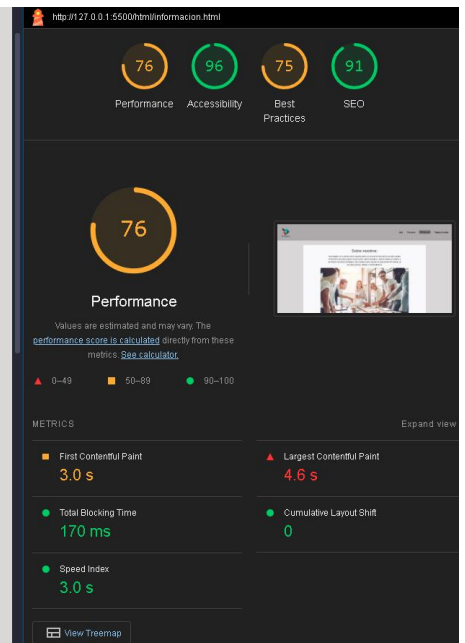 http://127.0.0.1:5500/html/informacion.html
76
96
75
91
Performance
Accessibility
Best
Practices
SEO
76
Performance
Values are estimated and may vary. The
performance score is calculated directly from these
metrics. See calculator.
0–49
50–89
90–100
METRICS
Expand view
First Contentful Paint
3.0 s
Largest Contentful Paint
4.6 s
Total Blocking Time
170 ms
Cumulative Layout Shift
0
Speed Index
3.0 s
View Treemap